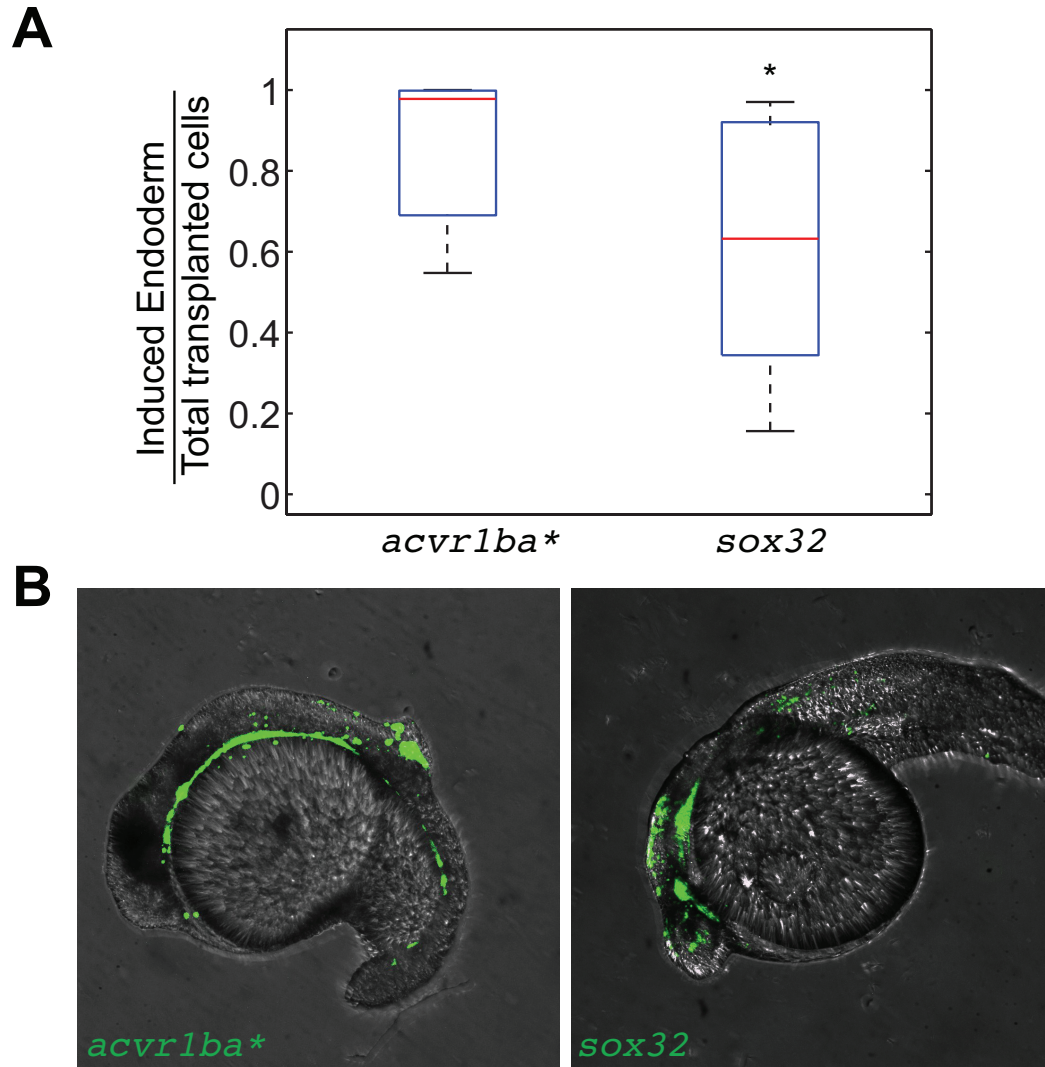 A
*
Induced Endoderm
Total transplanted cells
1
0.8
0.6
0.4
0.2
0
acvr1ba* sox32
B
acvr1ba* sox32